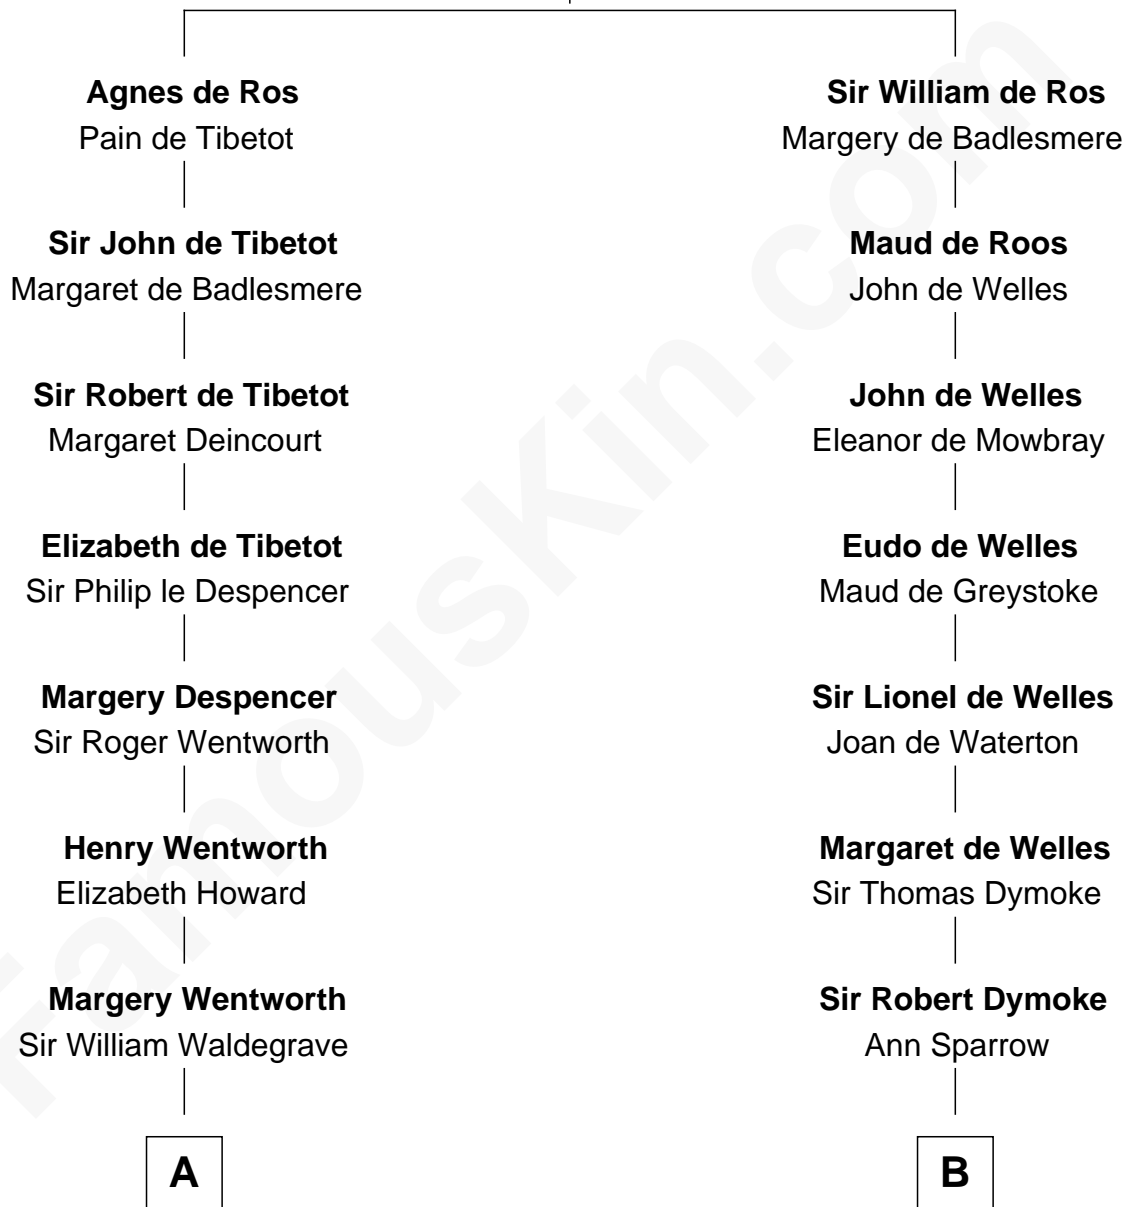 Agnes de Ros
Pain de Tibetot
Sir John de Tibetot
Margaret de Badlesmere
Sir Robert de Tibetot
Margaret Deincourt
Elizabeth de Tibetot
Sir Philip le Despencer
Margery Despencer
Sir Roger Wentworth
Henry Wentworth
Elizabeth Howard
Margery Wentworth
Sir William Waldegrave
A
Sir William de Ros
Margery de Badlesmere
Maud de Roos
John de Welles
John de Welles
Eleanor de Mowbray
Eudo de Welles
Maud de Greystoke
Sir Lionel de Welles
Joan de Waterton
Margaret de Welles
Sir Thomas Dymoke
Sir Robert Dymoke
Ann Sparrow
B
FamousKin.com